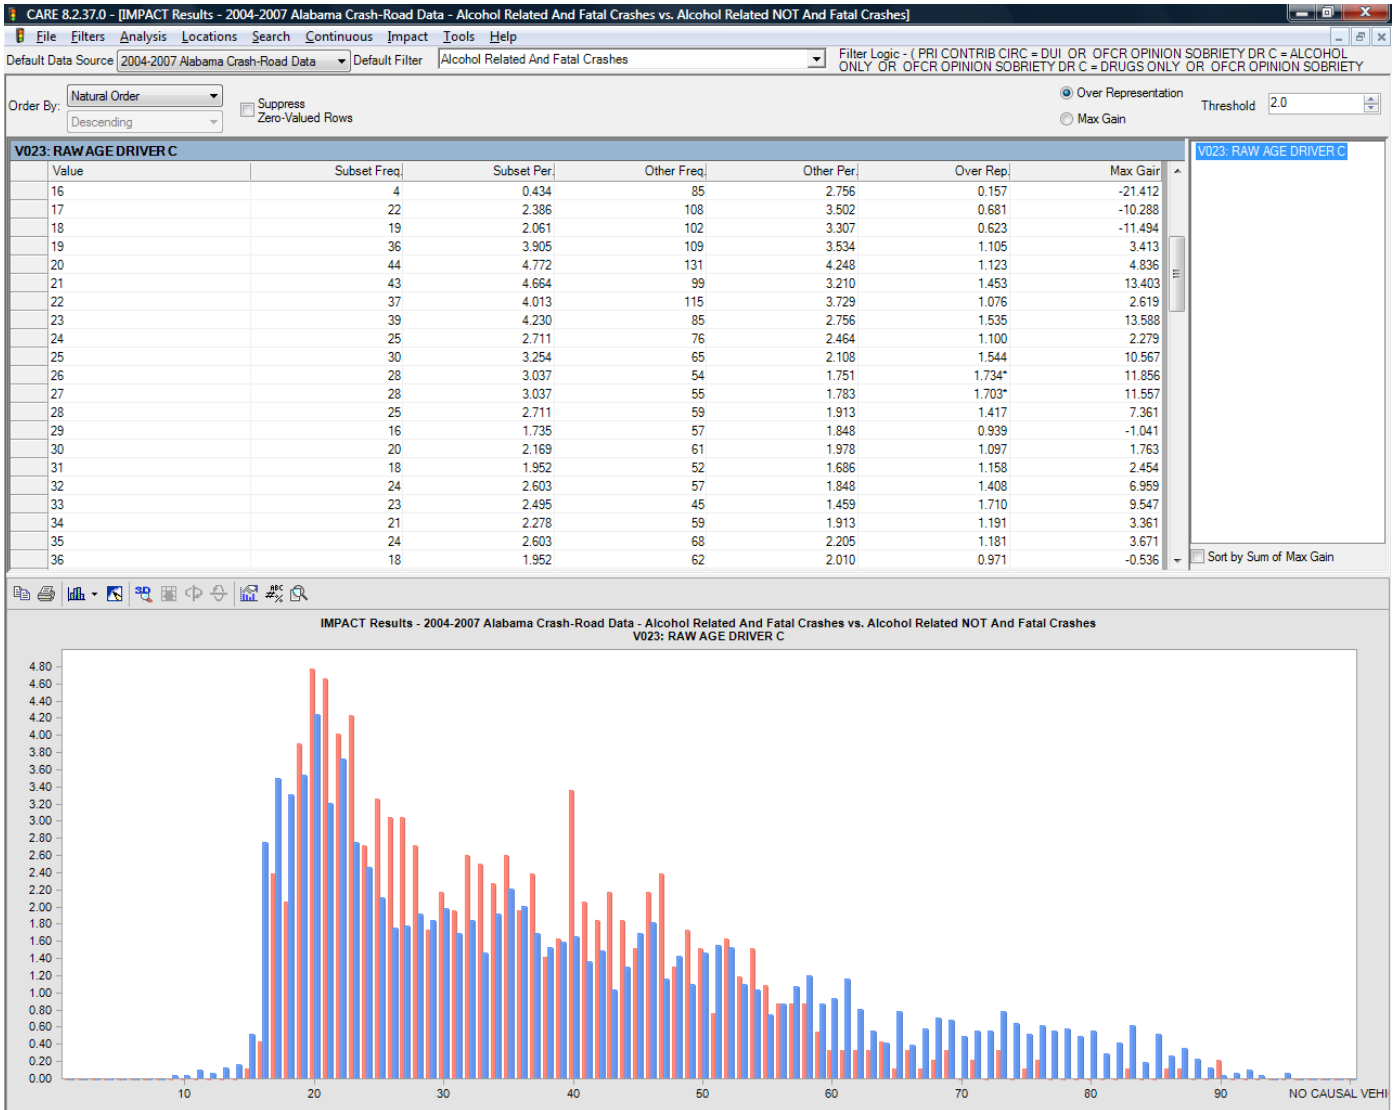 CARE 8.2.37.0 - [IMPACT Results - 2004-2007 Alabama Crash-Road Data - Alcohol Related And Fatal Crashes vs. Alcohol Related NOT And Fatal Crashes]
File Filters Analysis Locations Search Continuous Impact Tools Help
Default Data Source 2004-2007 Alabama Crash-Road Data Default Filter Alcohol Related And Fatal Crashes Filter Logic - ( PRI CONTRIB CIRC = DUI OR OFCR OPINION SOBRIETY DR C = ALCOHOL
ONLY OR OFCR OPINION SOBRIETY DR C = DRUGS ONLY OR OFCR OPINION SOBRIETY
Order By: Natural Order Suppress Zero-Valued Rows Over Representation Threshold 2.0
Descending Max Gain
V023: RAW AGE DRIVER C V023: RAW AGE DRIVER C
Value Subset Freq. Subset Per. Other Freq. Other Per. Over Rep. Max Gain
16 4 0.434 85 2.756 0.157 -21.412
17 22 2.386 108 3.502 0.681 -10.288
18 19 2.061 102 3.307 0.623 -11.494
19 36 3.905 109 3.534 1.105 3.413
20 44 4.772 131 4.248 1.123 4.836
21 43 4.664 99 3.210 1.453 13.403
22 37 4.013 115 3.729 1.076 2.619
23 39 4.230 85 2.756 1.535 13.588
24 25 2.711 76 2.464 1.100 2.279
25 30 3.254 65 2.108 1.544 10.567
26 28 3.037 54 1.751 1.734* 11.856
27 28 3.037 55 1.783 1.703* 11.557
28 25 2.711 59 1.913 1.417 7.361
29 16 1.735 57 1.848 0.939 -1.041
30 20 2.169 61 1.978 1.097 1.763
31 18 1.952 52 1.686 1.158 2.454
32 24 2.603 57 1.848 1.408 6.959
33 23 2.495 45 1.459 1.710 9.547
34 21 2.278 59 1.913 1.191 3.361
35 24 2.603 68 2.205 1.181 3.671
36 18 1.952 62 2.010 0.971 -0.536
Sort by Sum of Max Gain
3D ABC #%
IMPACT Results - 2004-2007 Alabama Crash-Road Data - Alcohol Related And Fatal Crashes vs. Alcohol Related NOT And Fatal Crashes
V023: RAW AGE DRIVER C
4.80
4.60
4.40
4.20
4.00
3.80
3.60
3.40
3.20
3.00
2.80
2.60
2.40
2.20
2.00
1.80
1.60
1.40
1.20
1.00
0.80
0.60
0.40
0.20
0.00
10 20 30 40 50 60 70 80 90 NO CAUSAL VEHI